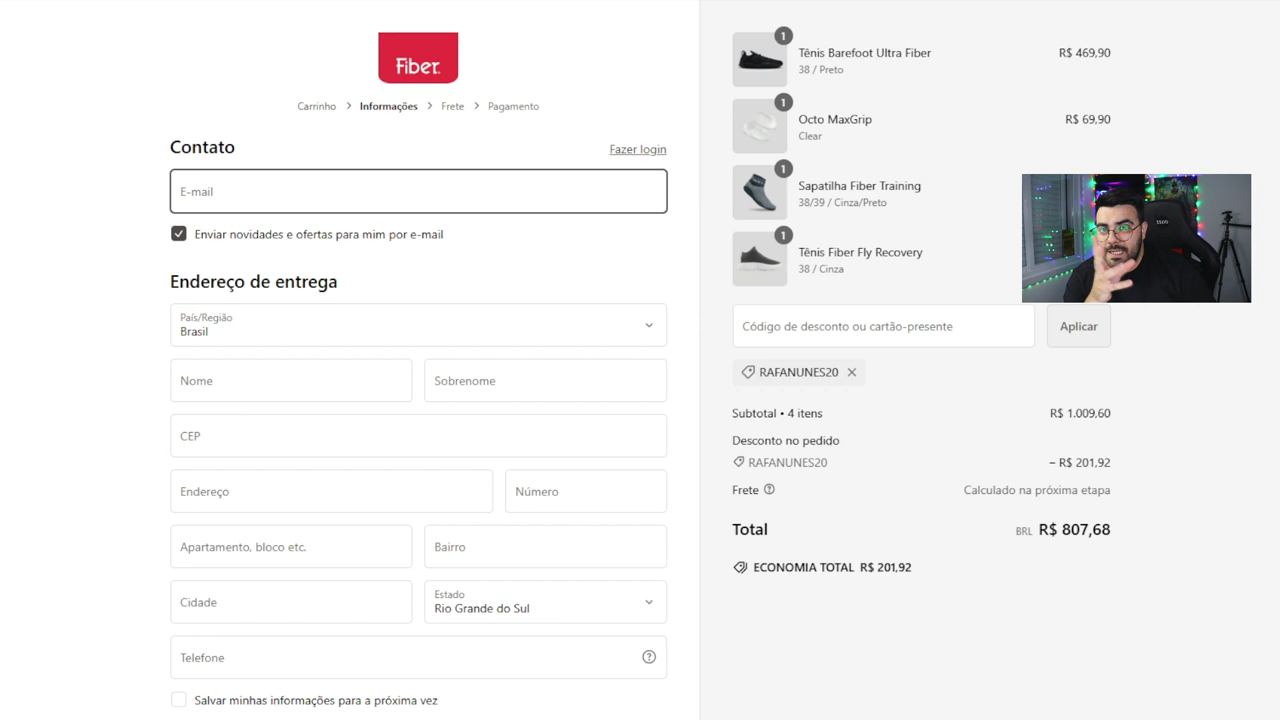 Fiber.
Carrinho > Informações > Frete > Pagamento
Contato
Fazer login
E-mail
Enviar novidades e ofertas para mim por e-mail
Endereço de entrega
País/Região
Brasil
Nome
Sobrenome
CEP
Endereço
Número
Apartamento, bloco etc.
Bairro
Cidade
Estado
Rio Grande do Sul
Telefone
Salvar minhas informações para a próxima vez
1
Tênis Barefoot Ultra Fiber
R$ 469,90
38 / Preto
1
Octo MaxGrip
R$ 69,90
Clear
1
Sapatilha Fiber Training
38/39 / Cinza/Preto
1
Tênis Fiber Fly Recovery
38 / Cinza
Código de desconto ou cartão-presente
Aplicar
RAFANUNES20
Subtotal • 4 itens
R$ 1.009,60
Desconto no pedido
RAFANUNES20
− R$ 201,92
Frete
Calculado na próxima etapa
Total
BRL R$ 807,68
ECONOMIA TOTAL R$ 201,92